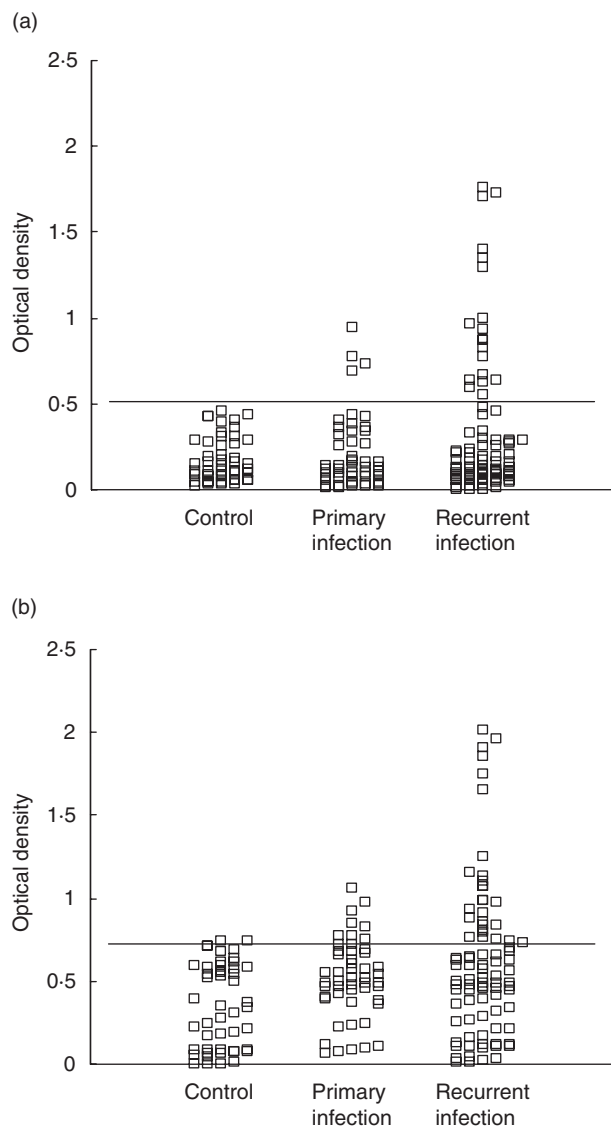 (a)
2·5
2
1·5
1
0·5
0
Optical density
Control
Primary
infection
Recurrent
infection
(b)
2·5
2
1·5
1
0·5
0
Optical density
Control
Primary
infection
Recurrent
infection